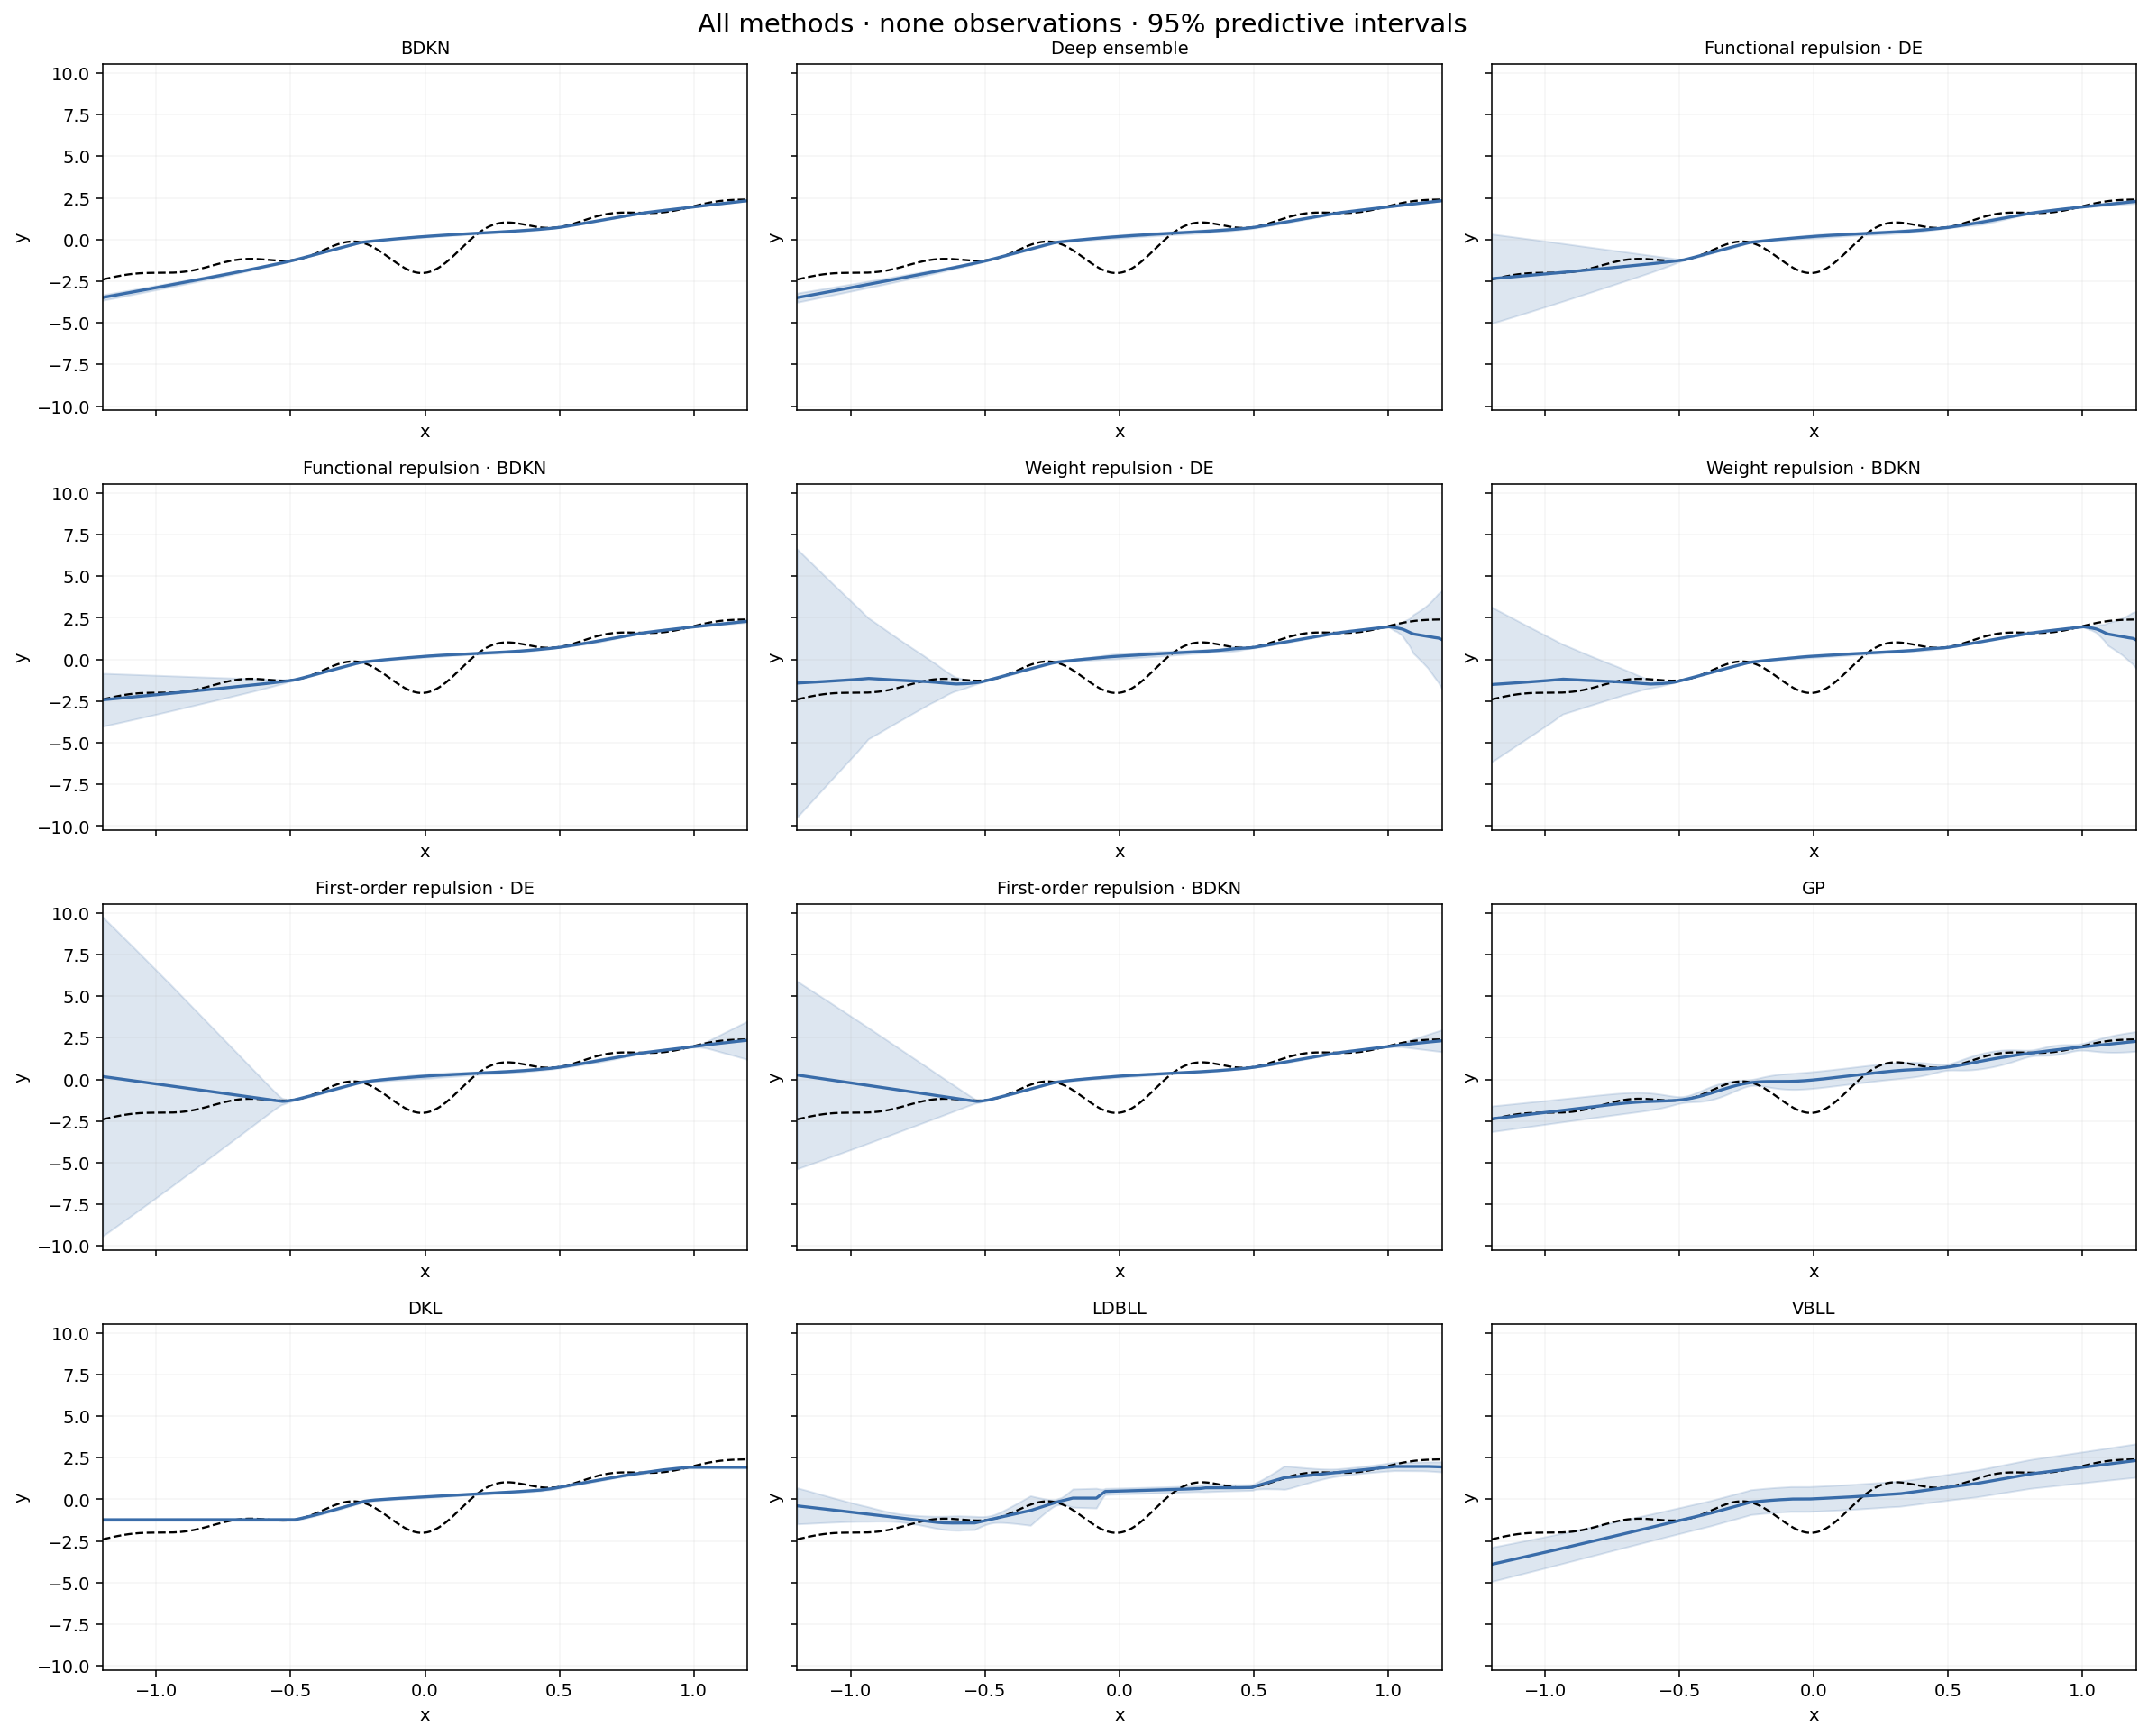 All methods · none observations · 95% predictive intervals
BDKN
Deep ensemble
Functional repulsion · DE
10.0
7.5
5.0
2.5
0.0
−2.5
−5.0
−7.5
−10.0
y
y
y
x
x
x
Functional repulsion · BDKN
Weight repulsion · DE
Weight repulsion · BDKN
10.0
7.5
5.0
2.5
0.0
−2.5
−5.0
−7.5
−10.0
y
y
y
x
x
x
First-order repulsion · DE
First-order repulsion · BDKN
GP
10.0
7.5
5.0
2.5
0.0
−2.5
−5.0
−7.5
−10.0
y
y
y
x
x
x
DKL
LDBLL
VBLL
10.0
7.5
5.0
2.5
0.0
−2.5
−5.0
−7.5
−10.0
y
y
y
−1.0 −0.5 0.0 0.5 1.0
−1.0 −0.5 0.0 0.5 1.0
−1.0 −0.5 0.0 0.5 1.0
x
x
x